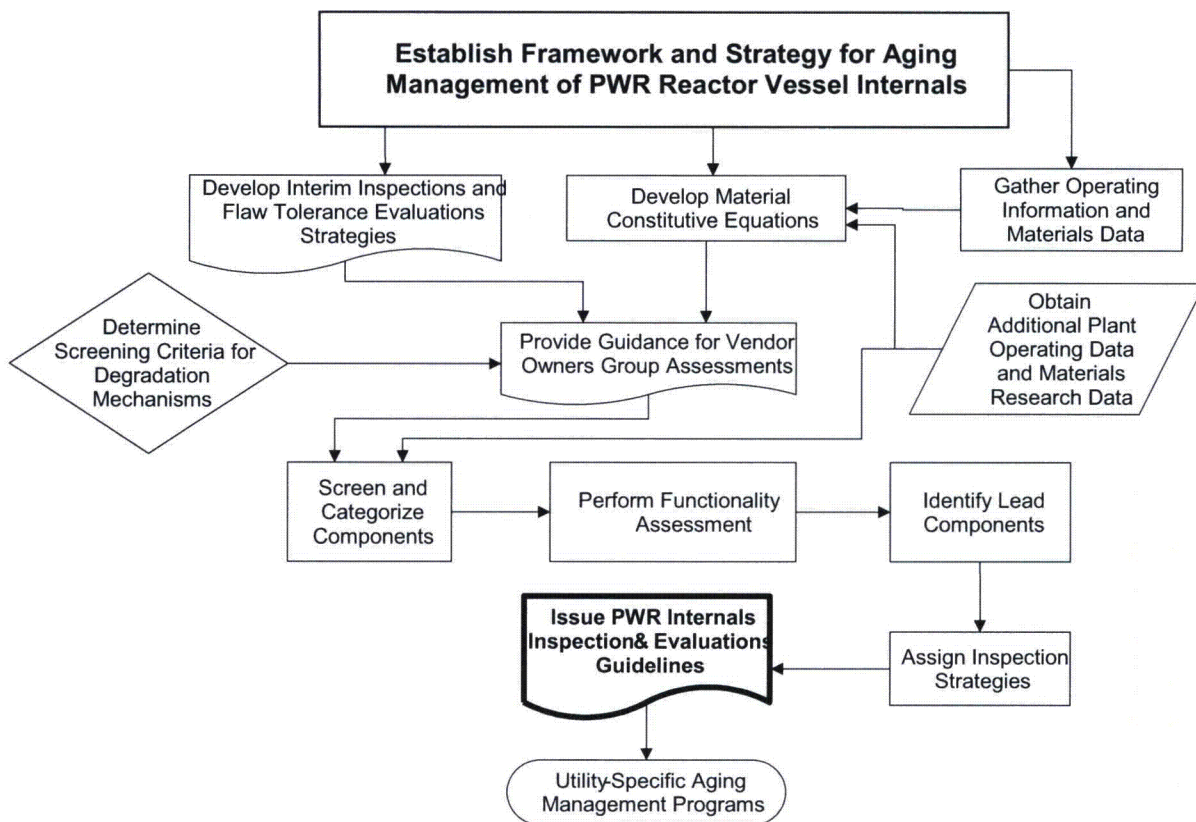 Establish Framework and Strategy for Aging
Management of PWR Reactor Vessel Internals
Develop Interim Inspections and
Flaw Tolerance Evaluations
Strategies
Develop Material
Constitutive Equations
Gather Operating
Information and
Materials Data
Determine
Screening Criteria for
Degradation
Mechanisms
Provide Guidance for Vendor
Owners Group Assessments
Obtain
Additional Plant
Operating Data
and Materials
Research Data
Screen and
Categorize
Components
Perform Functionality
Assessment
Identify Lead
Components
Issue PWR Internals
Inspection& Evaluations
Guidelines
Assign Inspection
Strategies
Utility-Specific Aging
Management Programs